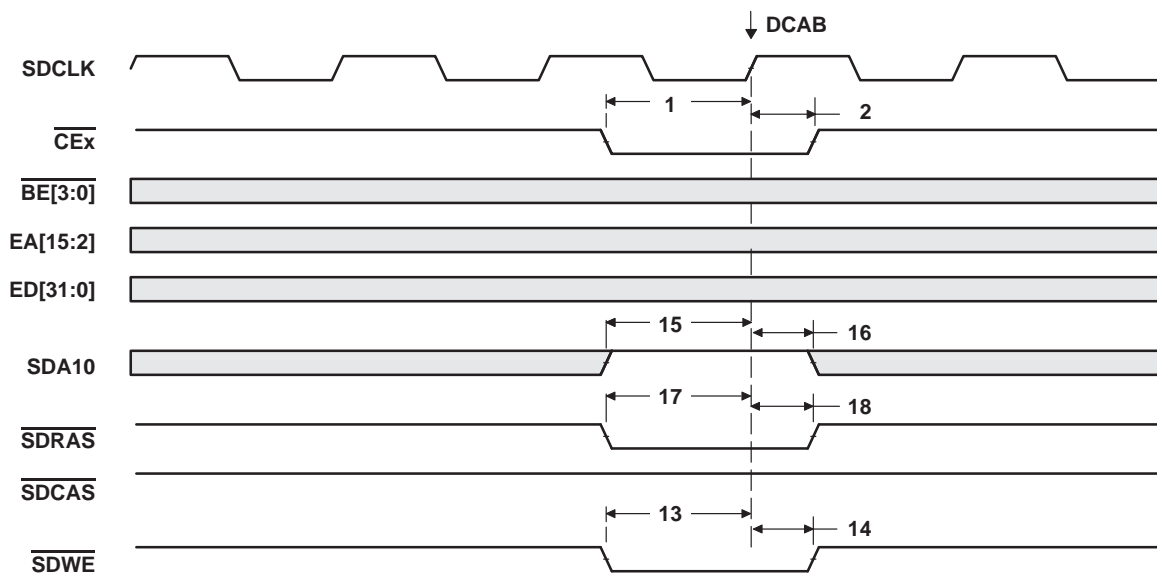 DCAB
SDCLK
1
2
CEx
BE[3:0]
EA[15:2]
ED[31:0]
15
16
SDA10
17
18
SDRAS
SDCAS
13
14
SDWE